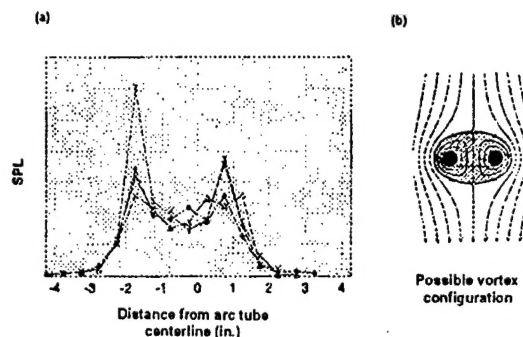 (a)
(b)
SPL
-4 -3 -2 -1 0 1 2 3 4
Distance from arc tube
centerline (in.)
Possible vortex
configuration